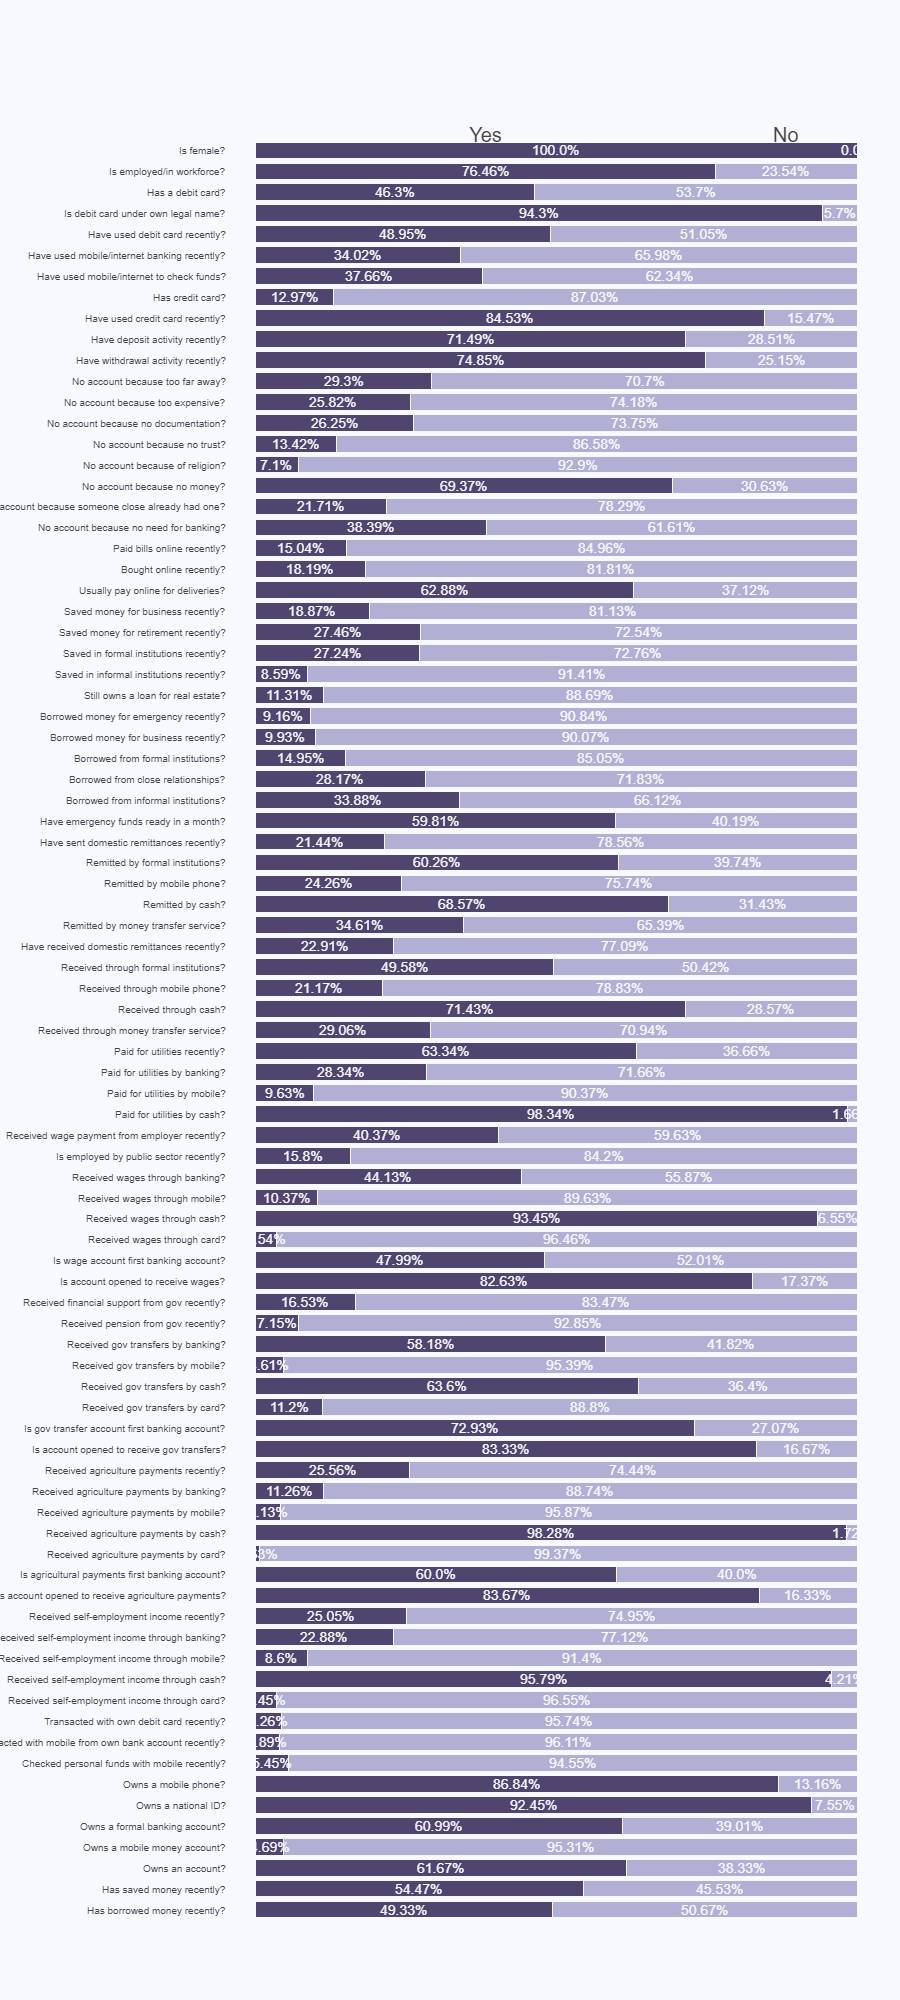 Yes No
Is female? 100.0%
Is employed/in workforce? 76.46% 23.54%
Has a debit card? 46.3% 53.7%
Is debit card under own legal name? 94.3% 5.7%
Have used debit card recently? 48.95% 51.05%
Have used mobile/internet banking recently? 34.02% 65.98%
Have used mobile/internet to check funds? 37.66% 62.34%
Has credit card? 12.97% 87.03%
Have used credit card recently? 84.53% 15.47%
Have deposit activity recently? 71.49% 28.51%
Have withdrawal activity recently? 74.85% 25.15%
No account because too far away? 29.3% 70.7%
No account because too expensive? 25.82% 74.18%
No account because no documentation? 26.25% 73.75%
No account because no trust? 13.42% 86.58%
No account because of religion? 7.1% 92.9%
No account because no money? 69.37% 30.63%
account because someone close already had one? 21.71% 78.29%
No account because no need for banking? 38.39% 61.61%
Paid bills online recently? 15.04% 84.96%
Bought online recently? 18.19% 81.81%
Usually pay online for deliveries? 62.88% 37.12%
Saved money for business recently? 18.87% 81.13%
Saved money for retirement recently? 27.46% 72.54%
Saved in formal institutions recently? 27.24% 72.76%
Saved in informal institutions recently? 8.59% 91.41%
Still owns a loan for real estate? 11.31% 88.69%
Borrowed money for emergency recently? 9.16% 90.84%
Borrowed money for business recently? 9.93% 90.07%
Borrowed from formal institutions? 14.95% 85.05%
Borrowed from close relationships? 28.17% 71.83%
Borrowed from informal institutions? 33.88% 66.12%
Have emergency funds ready in a month? 59.81% 40.19%
Have sent domestic remittances recently? 21.44% 78.56%
Remitted by formal institutions? 60.26% 39.74%
Remitted by mobile phone? 24.26% 75.74%
Remitted by cash? 68.57% 31.43%
Remitted by money transfer service? 34.61% 65.39%
Have received domestic remittances recently? 22.91% 77.09%
Received through formal institutions? 49.58% 50.42%
Received through mobile phone? 21.17% 78.83%
Received through cash? 71.43% 28.57%
Received through money transfer service? 29.06% 70.94%
Paid for utilities recently? 63.34% 36.66%
Paid for utilities by banking? 28.34% 71.66%
Paid for utilities by mobile? 9.63% 90.37%
Paid for utilities by cash? 98.34% 1.66
Received wage payment from employer recently? 40.37% 59.63%
Is employed by public sector recently? 15.8% 84.2%
Received wages through banking? 44.13% 55.87%
Received wages through mobile? 10.37% 89.63%
Received wages through cash? 93.45% 6.55%
Received wages through card? .54% 96.46%
Is wage account first banking account? 47.99% 52.01%
Is account opened to receive wages? 82.63% 17.37%
Received financial support from gov recently? 16.53% 83.47%
Received pension from gov recently? 7.15% 92.85%
Received gov transfers by banking? 58.18% 41.82%
Received gov transfers by mobile? .61% 95.39%
Received gov transfers by cash? 63.6% 36.4%
Received gov transfers by card? 11.2% 88.8%
Is gov transfer account first banking account? 72.93% 27.07%
Is account opened to receive gov transfers? 83.33% 16.67%
Received agriculture payments recently? 25.56% 74.44%
Received agriculture payments by banking? 11.26% 88.74%
Received agriculture payments by mobile? .13% 95.87%
Received agriculture payments by cash? 98.28% 1.72
Received agriculture payments by card? 3% 99.37%
Is agricultural payments first banking account? 60.0% 40.0%
s account opened to receive agriculture payments? 83.67% 16.33%
Received self-employment income recently? 25.05% 74.95%
eceived self-employment income through banking? 22.88% 77.12%
Received self-employment income through mobile? 8.6% 91.4%
Received self-employment income through cash? 95.79% 4.21%
Received self-employment income through card? .45% 96.55%
Transacted with own debit card recently? .26% 95.74%
acted with mobile from own bank account recently? .89% 96.11%
Checked personal funds with mobile recently? 5.45% 94.55%
Owns a mobile phone? 86.84% 13.16%
Owns a national ID? 92.45% 7.55%
Owns a formal banking account? 60.99% 39.01%
Owns a mobile money account? .69% 95.31%
Owns an account? 61.67% 38.33%
Has saved money recently? 54.47% 45.53%
Has borrowed money recently? 49.33% 50.67%